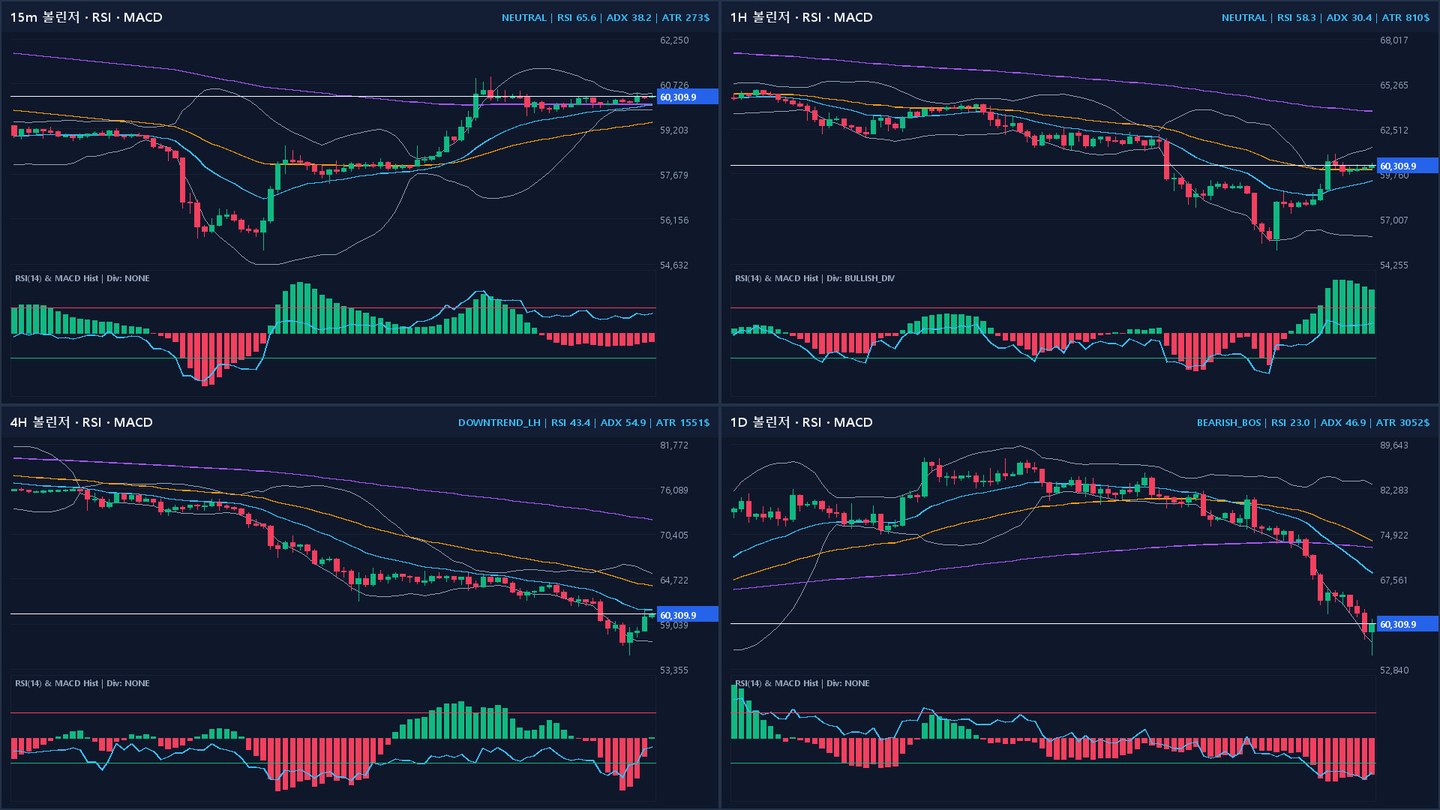 15m 볼린저 · RSI · MACD
NEUTRAL | RSI 65.6 | ADX 38.2 | ATR 273$
62,250
60,726
60,309.9
59,203
57,679
56,156
54,632
RSI(14) & MACD Hist | Div: NONE
1H 볼린저 · RSI · MACD
NEUTRAL | RSI 58.3 | ADX 30.4 | ATR 810$
68,017
65,265
62,512
60,309.9
59,760
57,007
54,255
RSI(14) & MACD Hist | Div: BULLISH_DIV
4H 볼린저 · RSI · MACD
DOWNTREND_LH | RSI 43.4 | ADX 54.9 | ATR 1551$
81,772
76,089
70,405
64,722
60,309.9
59,039
53,355
RSI(14) & MACD Hist | Div: NONE
1D 볼린저 · RSI · MACD
BEARISH_BOS | RSI 23.0 | ADX 46.9 | ATR 3052$
89,643
82,283
74,922
67,561
60,309.9
52,840
RSI(14) & MACD Hist | Div: NONE